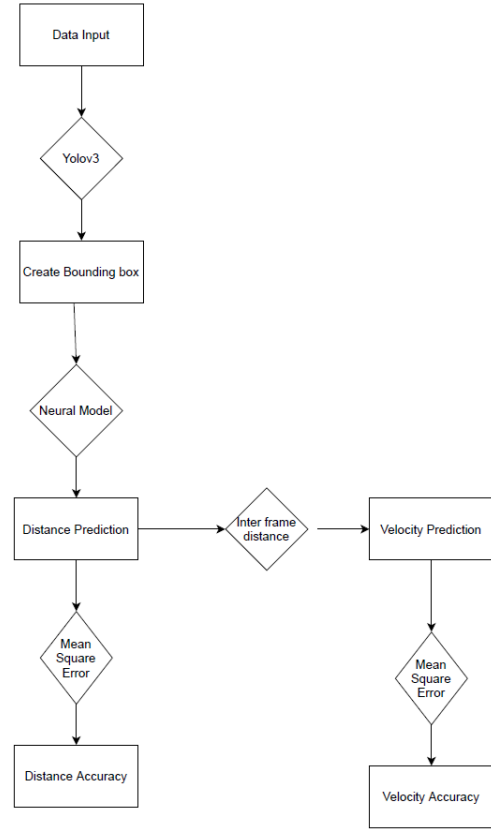 Data Input
Yolov3
Create Bounding box
Neural Model
Distance Prediction
Inter frame
distance
Velocity Prediction
Mean
Square
Error
Mean
Square
Error
Distance Accuracy
Velocity Accuracy